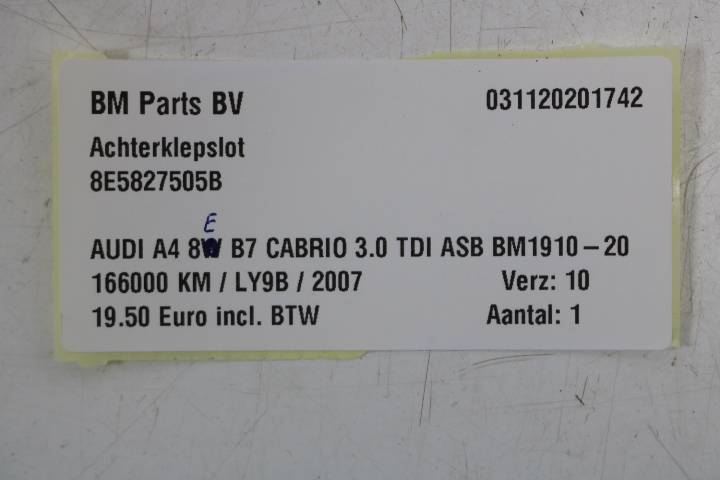 BM Parts BV 031120201742
Achterklepslot
8E5827505B
E
AUDI A4 8W B7 CABRIO 3.0 TDI ASB BM1910-20
166000 KM / LY9B / 2007 Verz: 10
19.50 Euro incl. BTW Aantal: 1